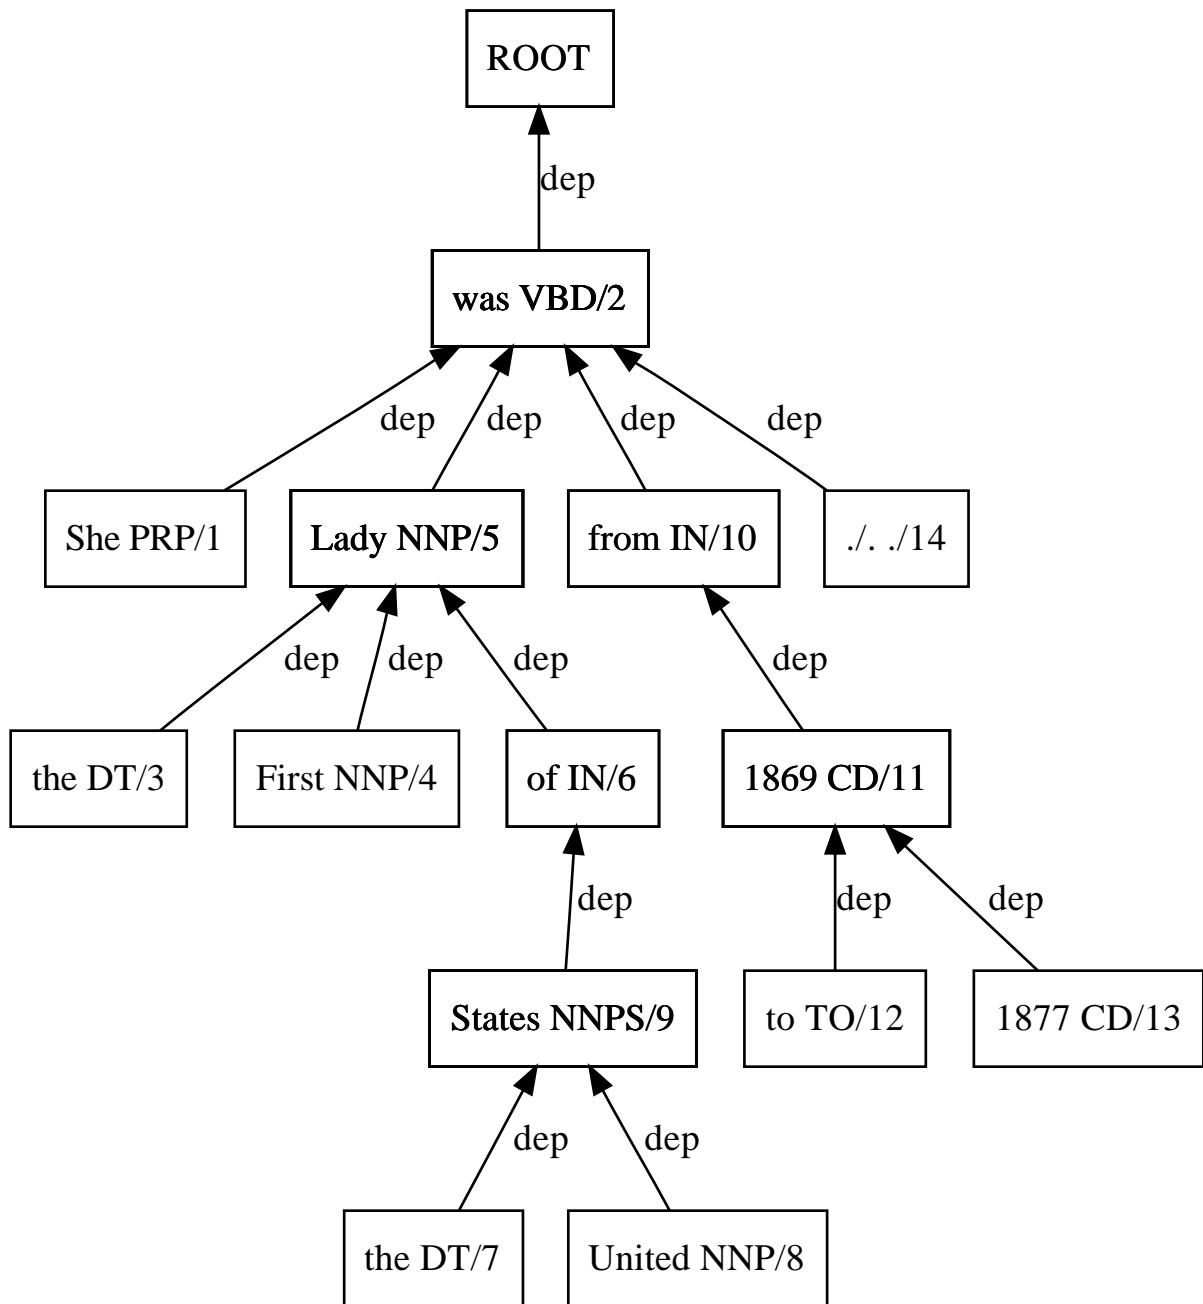 ROOT
dep
was VBD/2
dep dep dep dep
She PRP/1 Lady NNP/5 from IN/10 ./. ./14
dep dep dep dep
the DT/3 First NNP/4 of IN/6 1869 CD/11
dep dep dep
States NNPS/9 to TO/12 1877 CD/13
dep dep
the DT/7 United NNP/8